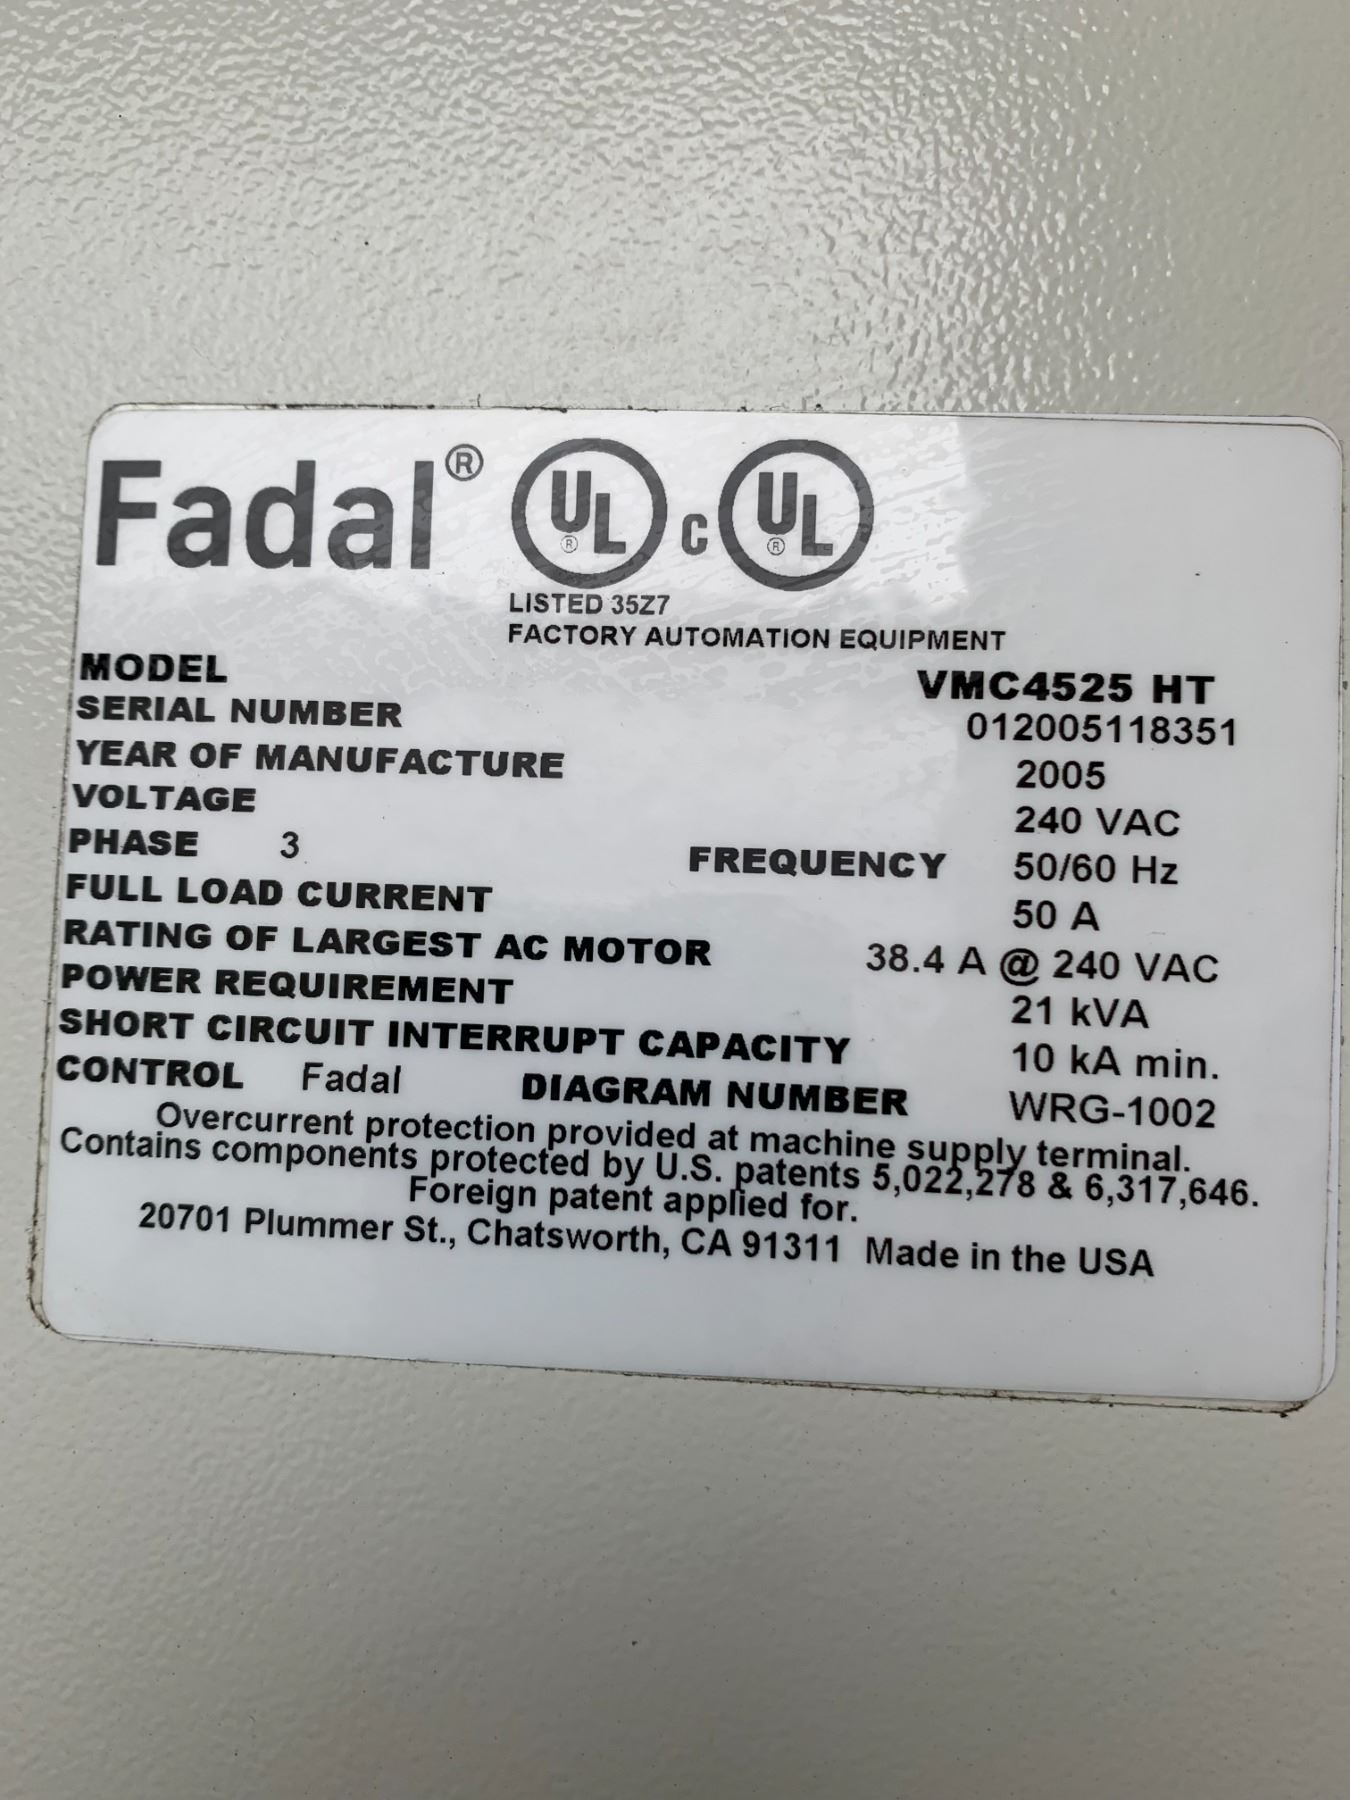 Fadal® UL® c UL®
LISTED 35Z7
FACTORY AUTOMATION EQUIPMENT
MODEL VMC4525 HT
SERIAL NUMBER 012005118351
YEAR OF MANUFACTURE 2005
VOLTAGE 240 VAC
PHASE 3 FREQUENCY 50/60 Hz
FULL LOAD CURRENT 50 A
RATING OF LARGEST AC MOTOR 38.4 A @ 240 VAC
POWER REQUIREMENT 21 kVA
SHORT CIRCUIT INTERRUPT CAPACITY 10 kA min.
CONTROL Fadal DIAGRAM NUMBER WRG-1002
Overcurrent protection provided at machine supply terminal.
Contains components protected by U.S. patents 5,022,278 & 6,317,646.
Foreign patent applied for.
20701 Plummer St., Chatsworth, CA 91311 Made in the USA